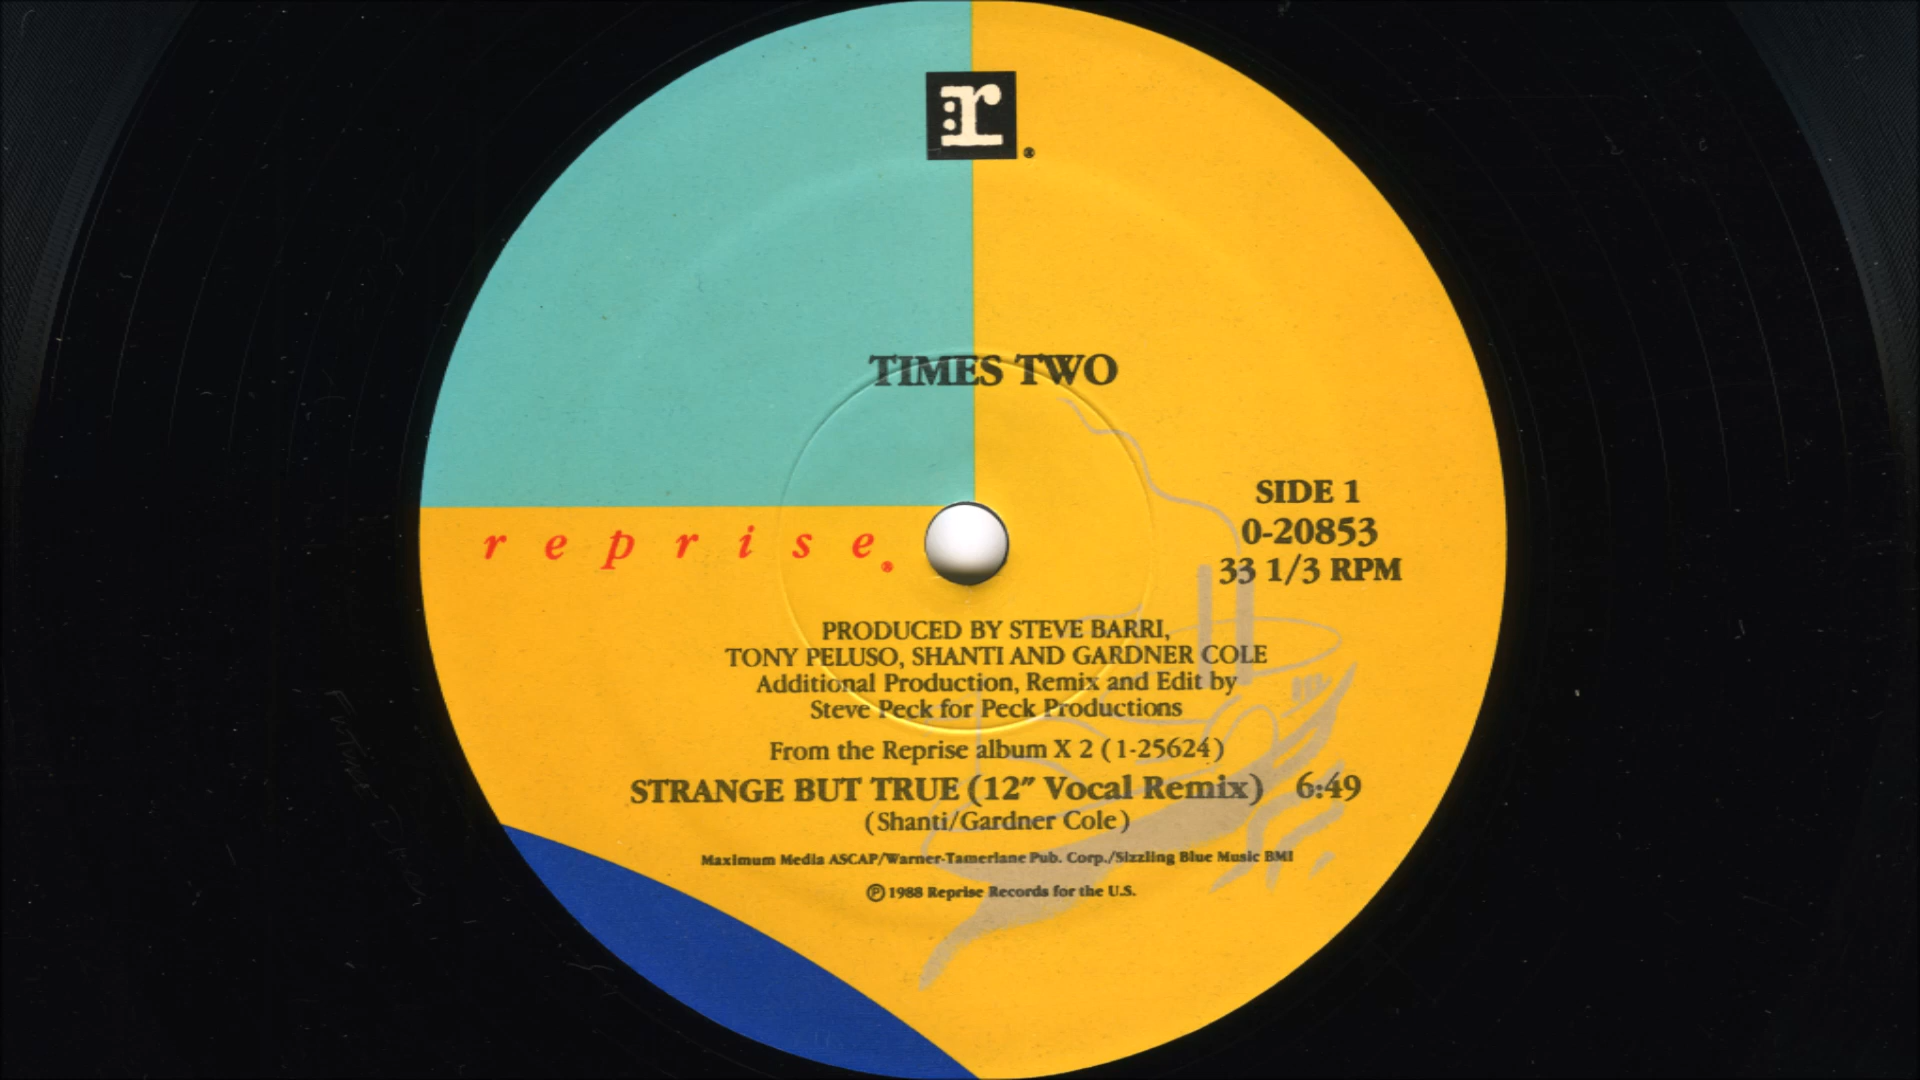 r
®
TIMES TWO
SIDE 1
0-20853
33 1/3 RPM
reprise®
PRODUCED BY STEVE BARRI,
TONY PELUSO, SHANTI AND GARDNER COLE
Additional Production, Remix and Edit by
Steve Peck for Peck Productions
From the Reprise album X 2 (1-25624)
STRANGE BUT TRUE (12" Vocal Remix) 6:49
(Shanti/Gardner Cole)
Maximum Media ASCAP/Warner-Tamerlane Pub. Corp./Sizzling Blue Music BMI
℗ 1988 Reprise Records for the U.S.